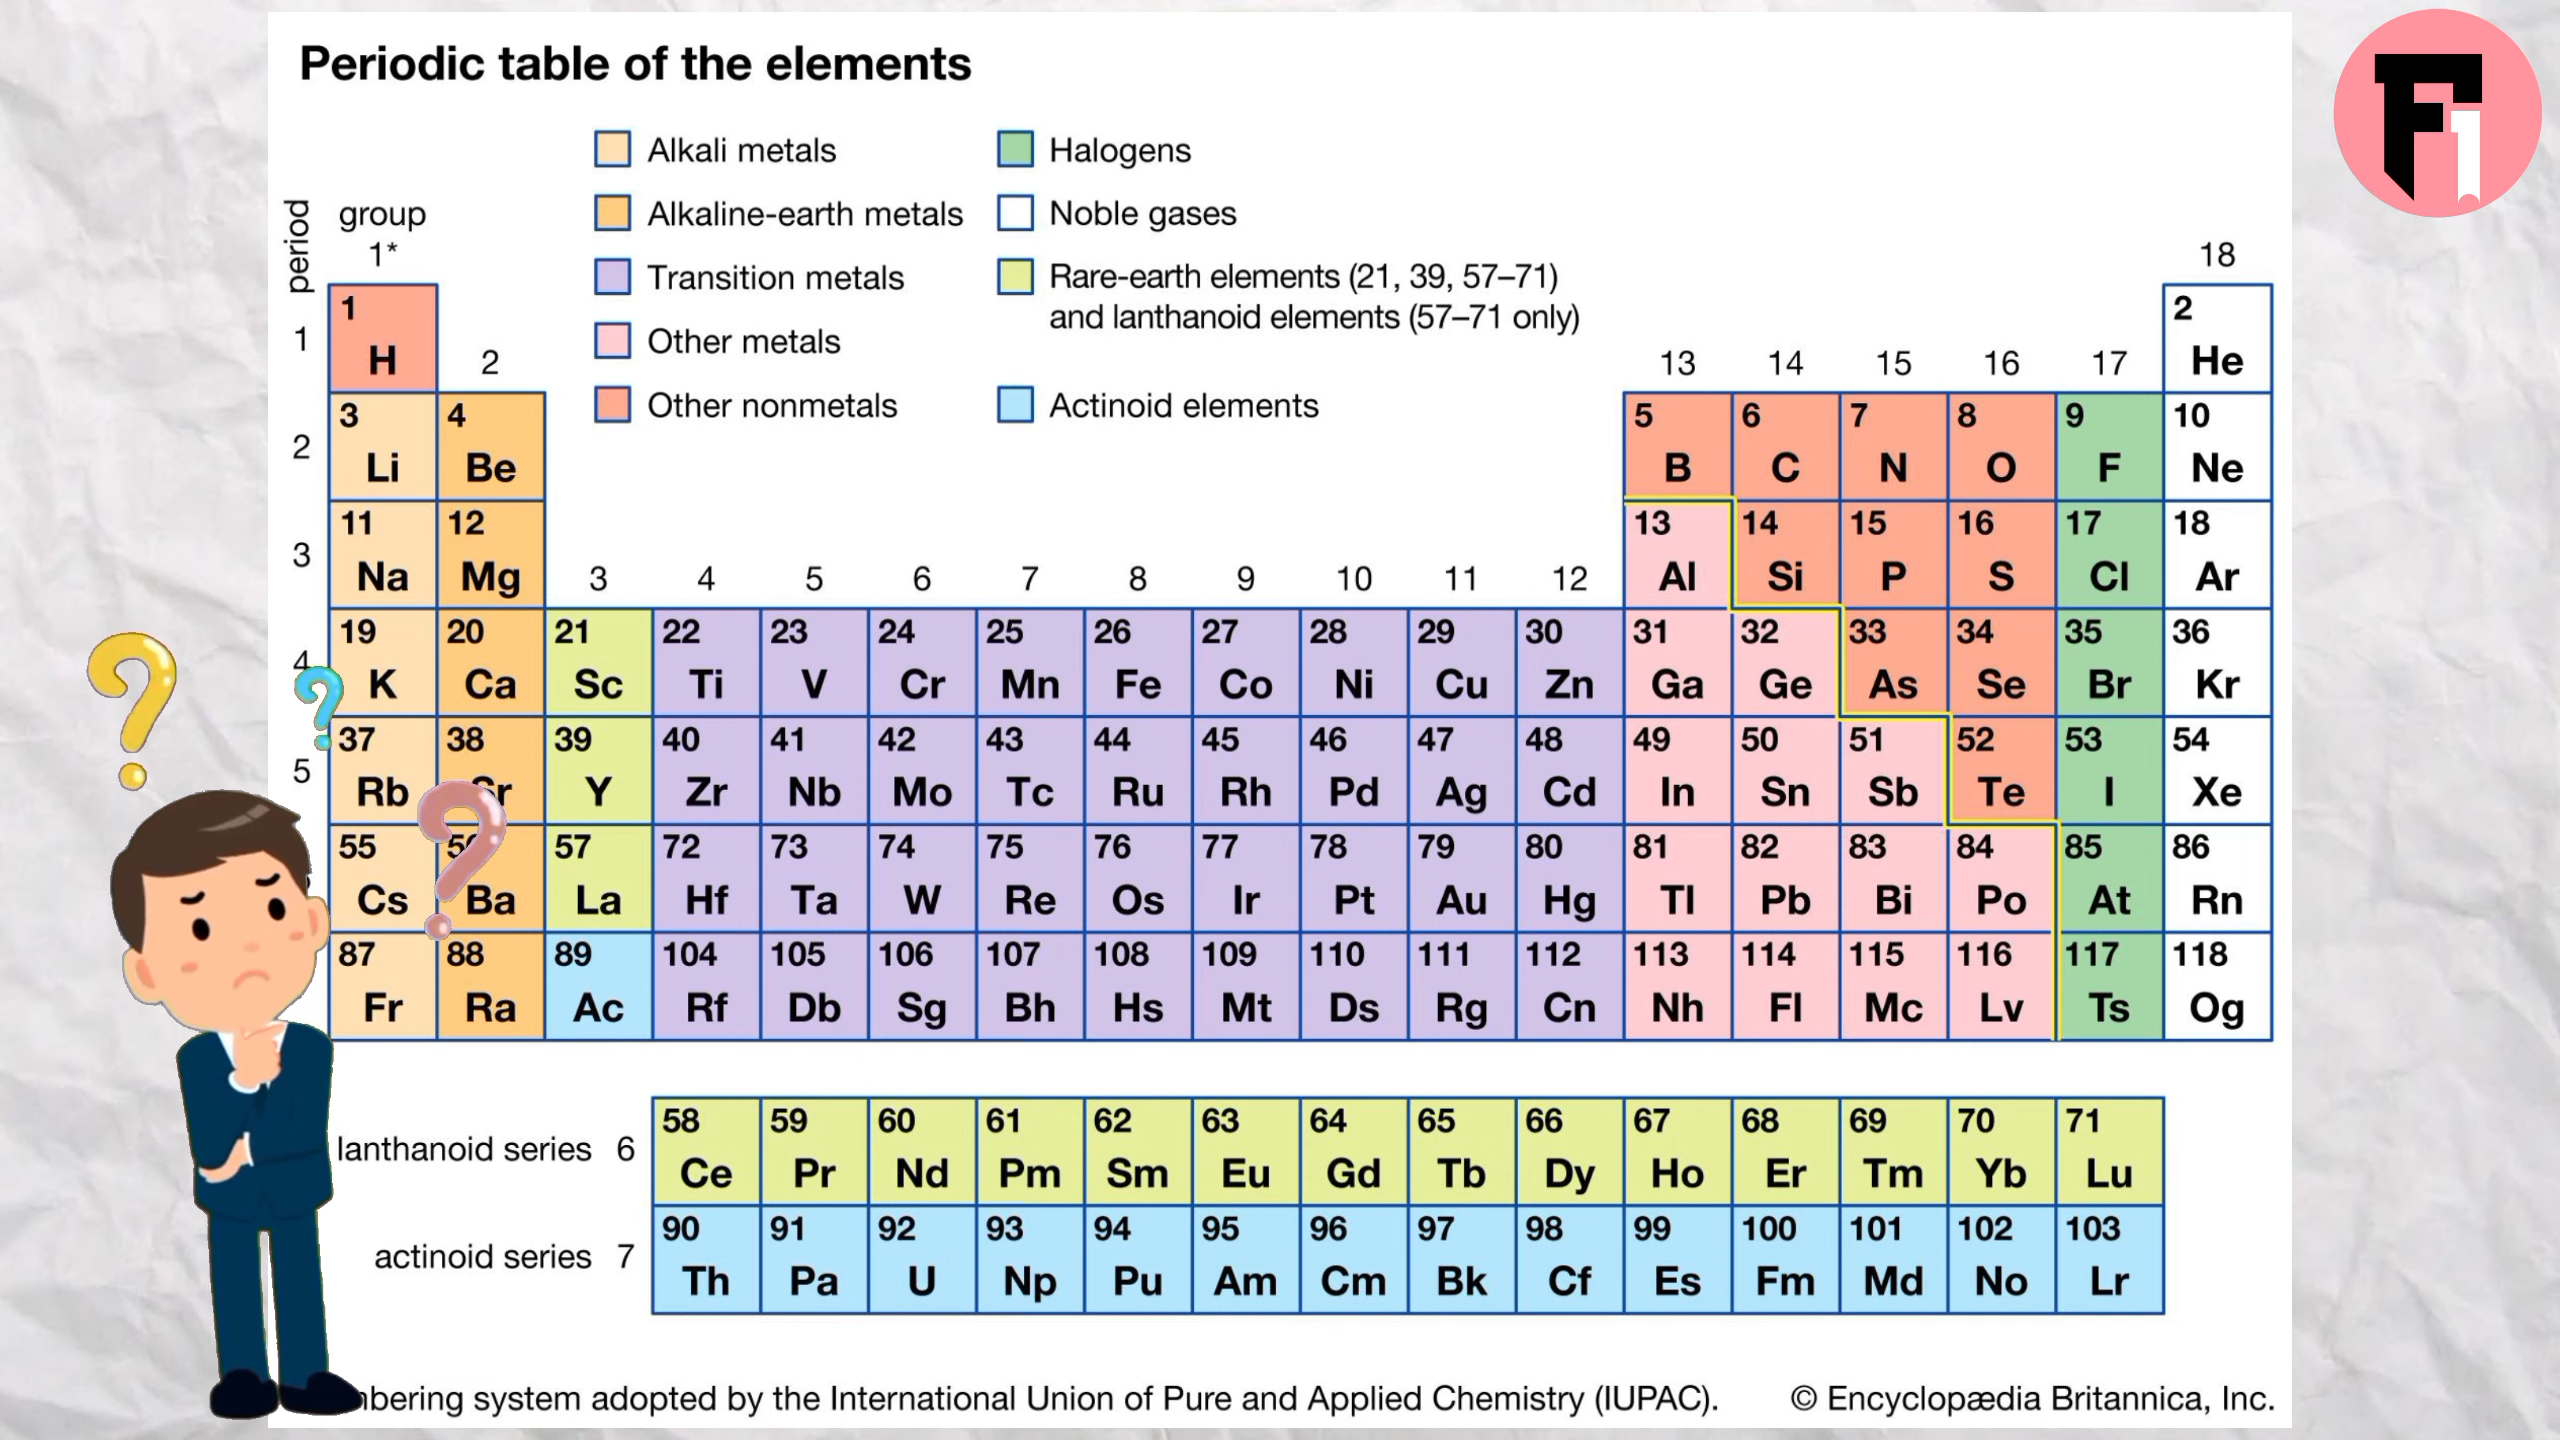 Periodic table of the elements
Fi
Alkali metals
Alkaline-earth metals
Transition metals
Other metals
Other nonmetals
Halogens
Noble gases
Rare-earth elements (21, 39, 57–71)
and lanthanoid elements (57–71 only)
Actinoid elements
period
group
1* 2 3 4 5 6 7 8 9 10 11 12 13 14 15 16 17 18
1 1 H 2 He
2 3 Li 4 Be 5 B 6 C 7 N 8 O 9 F 10 Ne
3 11 Na 12 Mg 13 Al 14 Si 15 P 16 S 17 Cl 18 Ar
4 19 K 20 Ca 21 Sc 22 Ti 23 V 24 Cr 25 Mn 26 Fe 27 Co 28 Ni 29 Cu 30 Zn 31 Ga 32 Ge 33 As 34 Se 35 Br 36 Kr
5 37 Rb 38 Sr 39 Y 40 Zr 41 Nb 42 Mo 43 Tc 44 Ru 45 Rh 46 Pd 47 Ag 48 Cd 49 In 50 Sn 51 Sb 52 Te 53 I 54 Xe
55 Cs Ba 57 La 72 Hf 73 Ta 74 W 75 Re 76 Os 77 Ir 78 Pt 79 Au 80 Hg 81 Tl 82 Pb 83 Bi 84 Po 85 At 86 Rn
87 Fr 88 Ra 89 Ac 104 Rf 105 Db 106 Sg 107 Bh 108 Hs 109 Mt 110 Ds 111 Rg 112 Cn 113 Nh 114 Fl 115 Mc 116 Lv 117 Ts 118 Og
lanthanoid series 6 58 Ce 59 Pr 60 Nd 61 Pm 62 Sm 63 Eu 64 Gd 65 Tb 66 Dy 67 Ho 68 Er 69 Tm 70 Yb 71 Lu
actinoid series 7 90 Th 91 Pa 92 U 93 Np 94 Pu 95 Am 96 Cm 97 Bk 98 Cf 99 Es 100 Fm 101 Md 102 No 103 Lr
system adopted by the International Union of Pure and Applied Chemistry (IUPAC). © Encyclopædia Britannica, Inc.